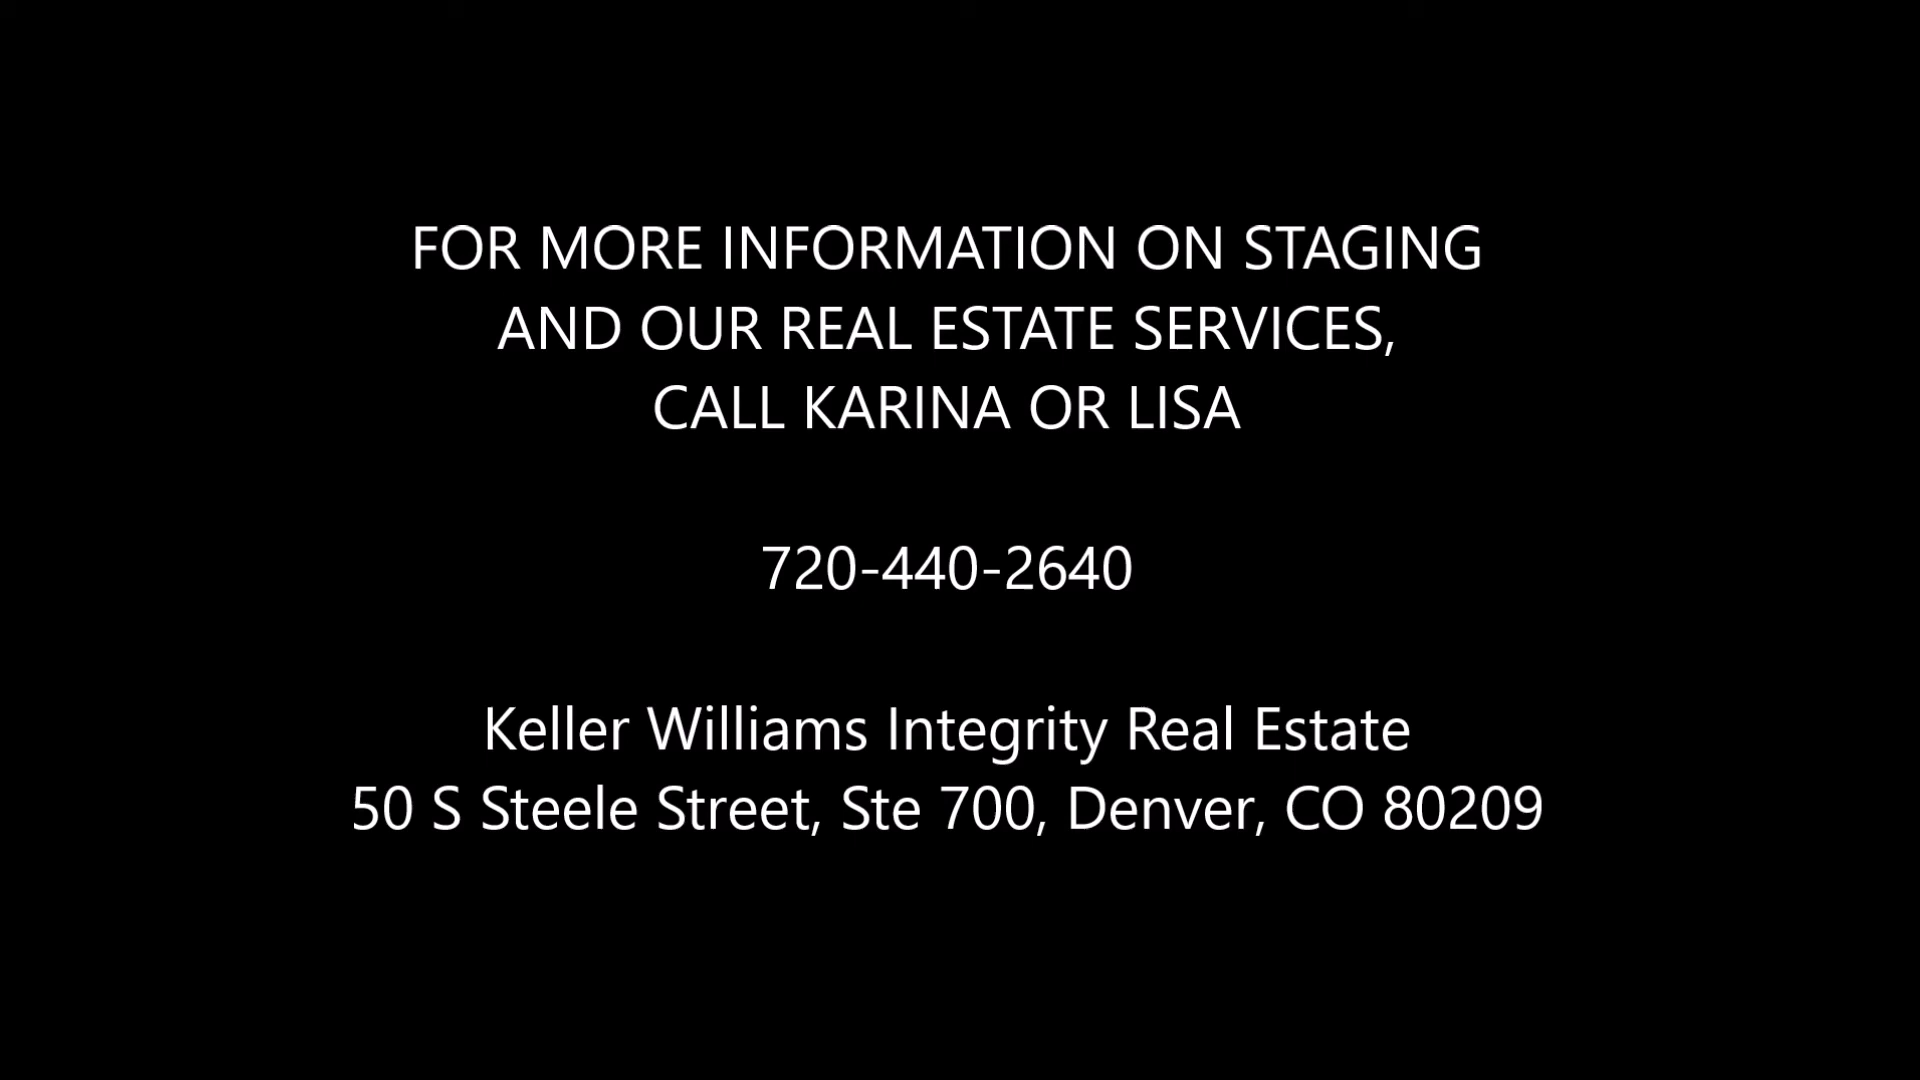 FOR MORE INFORMATION ON STAGING
AND OUR REAL ESTATE SERVICES,
CALL KARINA OR LISA
720-440-2640
Keller Williams Integrity Real Estate
50 S Steele Street, Ste 700, Denver, CO 80209